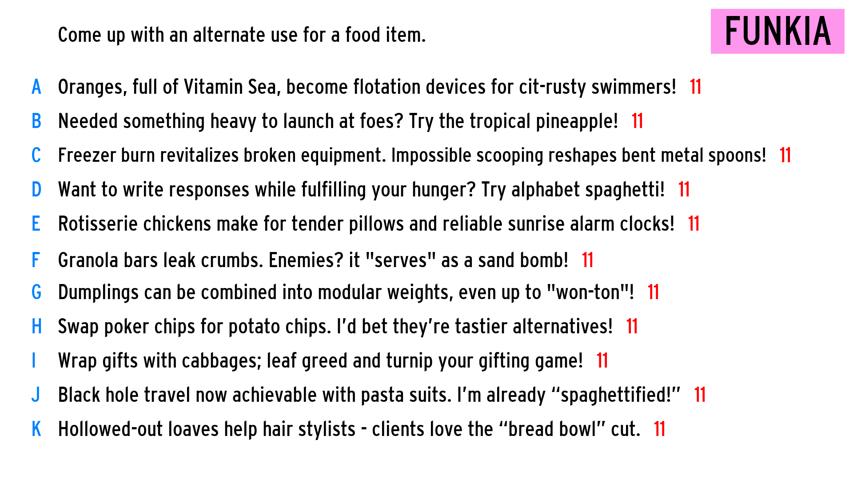 Come up with an alternate use for a food item.
FUNKIA
A Oranges, full of Vitamin Sea, become flotation devices for cit-rusty swimmers! 11
B Needed something heavy to launch at foes? Try the tropical pineapple! 11
C Freezer burn revitalizes broken equipment. Impossible scooping reshapes bent metal spoons! 11
D Want to write responses while fulfilling your hunger? Try alphabet spaghetti! 11
E Rotisserie chickens make for tender pillows and reliable sunrise alarm clocks! 11
F Granola bars leak crumbs. Enemies? it "serves" as a sand bomb! 11
G Dumplings can be combined into modular weights, even up to "won-ton"! 11
H Swap poker chips for potato chips. I’d bet they’re tastier alternatives! 11
I Wrap gifts with cabbages; leaf greed and turnip your gifting game! 11
J Black hole travel now achievable with pasta suits. I’m already “spaghettified!” 11
K Hollowed-out loaves help hair stylists - clients love the “bread bowl” cut. 11